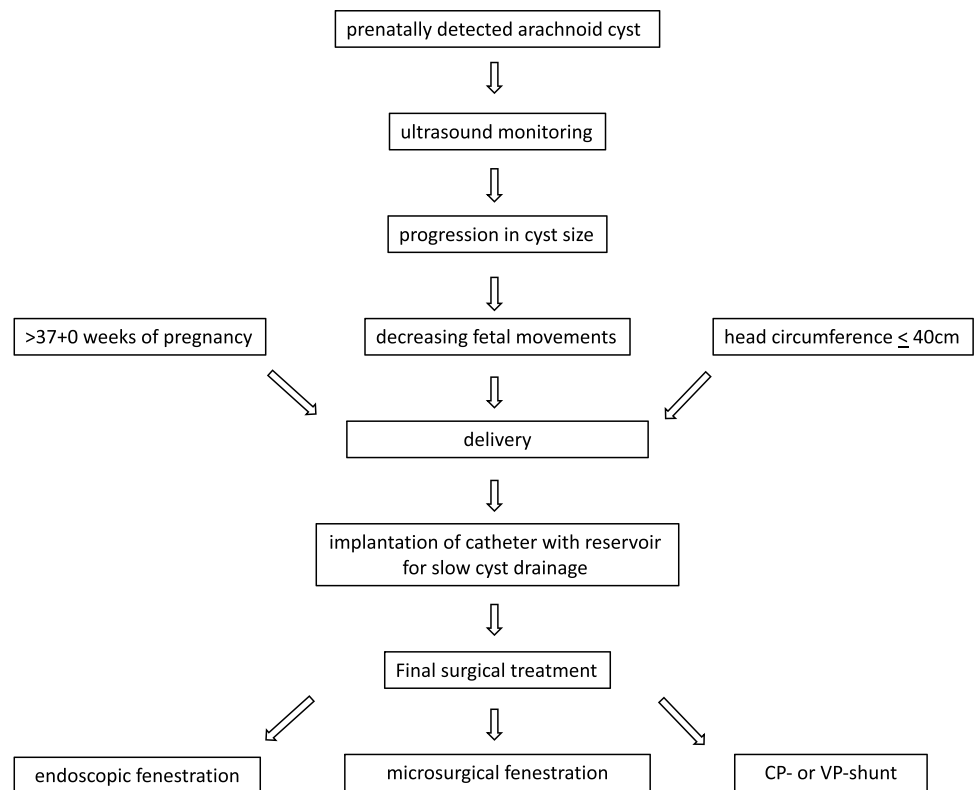 prenatally detected arachnoid cyst
ultrasound monitoring
progression in cyst size
>37+0 weeks of pregnancy
decreasing fetal movements
head circumference ≤ 40cm
delivery
implantation of catheter with reservoir
for slow cyst drainage
Final surgical treatment
endoscopic fenestration
microsurgical fenestration
CP- or VP-shunt